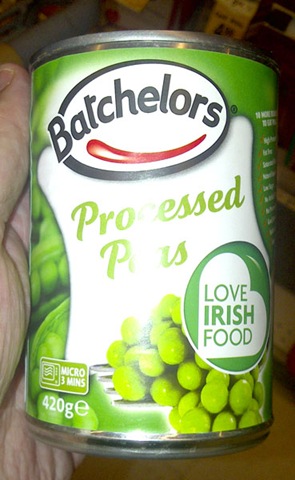 Batchelors
Processed
Peas
LOVE
IRISH
FOOD
MICRO
3 MINS
420g℮